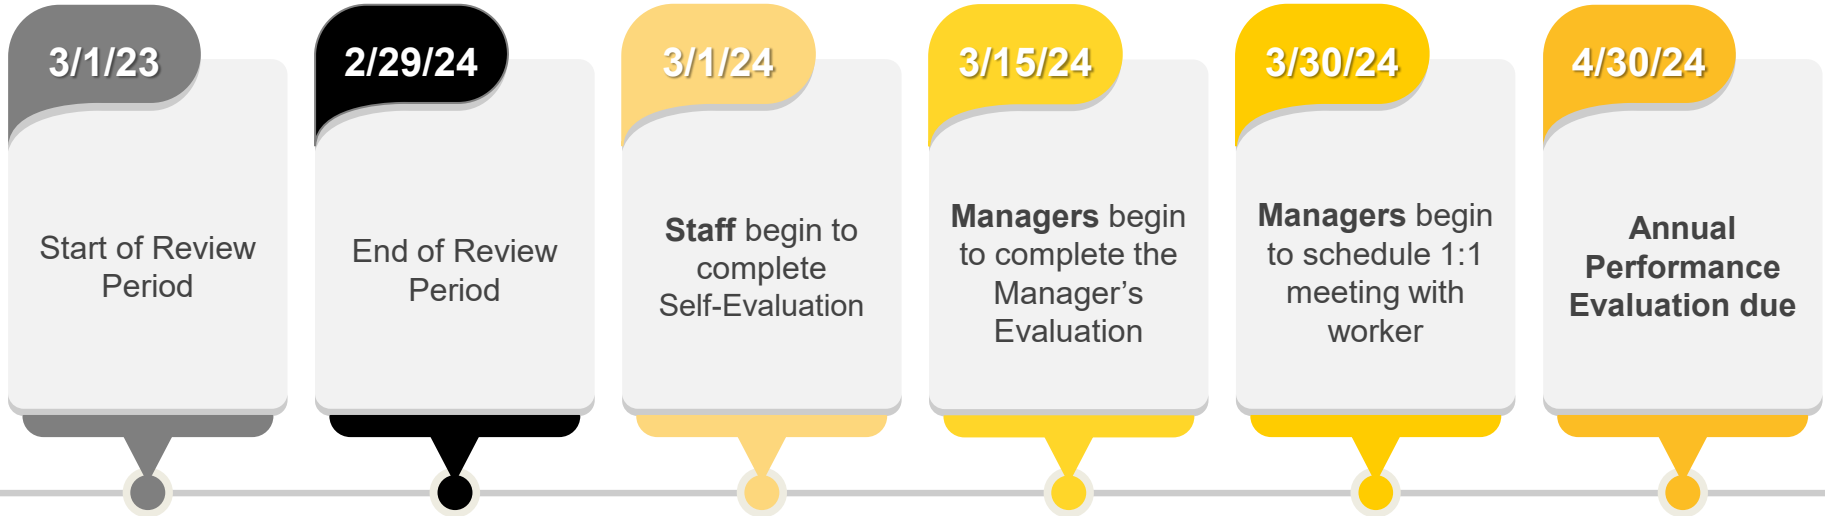 3/1/23
Start of Review
Period
2/29/24
End of Review
Period
3/1/24
Staff begin to
complete
Self-Evaluation
3/15/24
Managers begin
to complete the
Manager’s
Evaluation
3/30/24
Managers begin
to schedule 1:1
meeting with
worker
4/30/24
Annual
Performance
Evaluation due